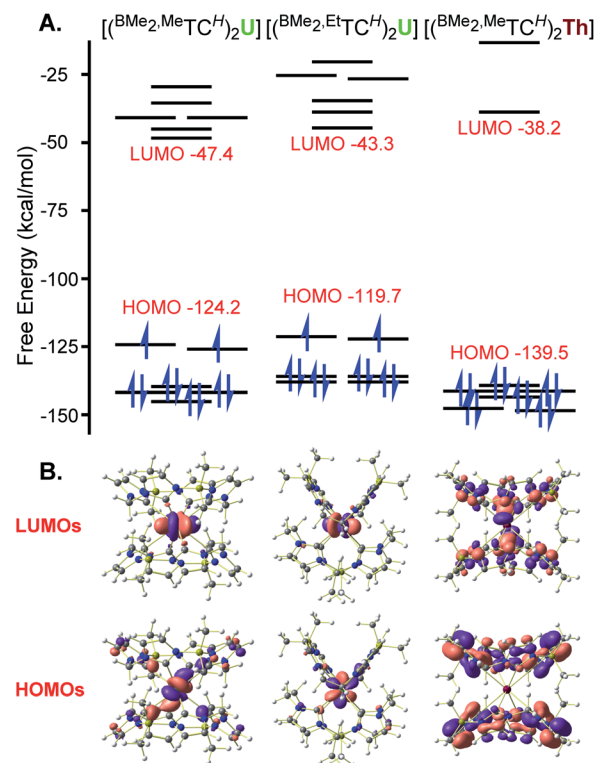 A. [(ᴮᴹᵉ²,ᴹᵉTCᴴ)₂U] [(ᴮᴹᵉ²,ᴱᵗTCᴴ)₂U] [(ᴮᴹᵉ²,ᴹᵉTCᴴ)₂Th]
-25
-50
LUMO -47.4 LUMO -43.3 LUMO -38.2
-75
Free Energy (kcal/mol)
-100
HOMO -124.2 HOMO -119.7 HOMO -139.5
-125
-150
B.
LUMOs
HOMOs